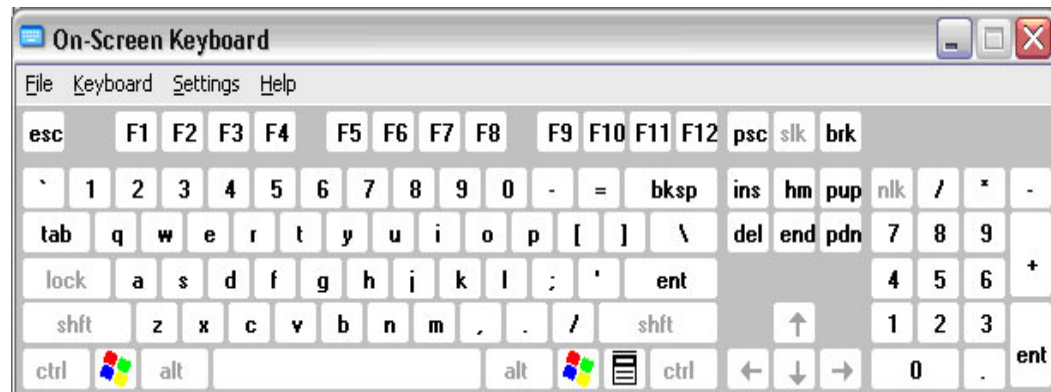 On-Screen Keyboard
File Keyboard Settings Help
esc F1 F2 F3 F4 F5 F6 F7 F8 F9 F10 F11 F12 psc slk brk
` 1 2 3 4 5 6 7 8 9 0 - = bksp ins hm pup nlk / * -
tab q w e r t y u i o p [ ] \ del end pdn 7 8 9 +
lock a s d f g h j k l ; ' ent 4 5 6
shft z x c v b n m , . / shft ↑ 1 2 3 ent
ctrl alt alt ctrl ← ↓ → 0 .